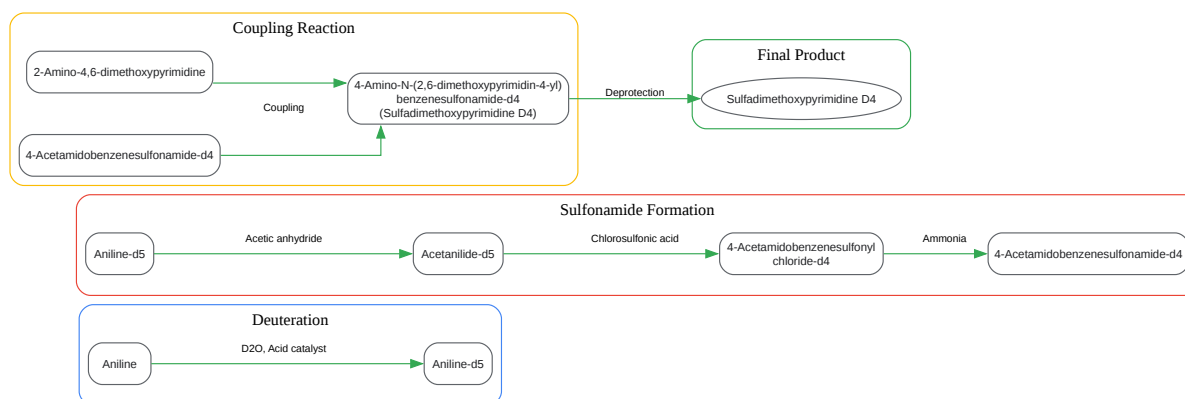 Coupling Reaction
2-Amino-4,6-dimethoxypyrimidine
Coupling
4-Amino-N-(2,6-dimethoxypyrimidin-4-yl)
benzenesulfonamide-d4
(Sulfadimethoxypyrimidine D4)
4-Acetamidobenzenesulfonamide-d4
Deprotection
Final Product
Sulfadimethoxypyrimidine D4
Sulfonamide Formation
Aniline-d5
Acetic anhydride
Acetanilide-d5
Chlorosulfonic acid
4-Acetamidobenzenesulfonyl
chloride-d4
Ammonia
4-Acetamidobenzenesulfonamide-d4
Deuteration
Aniline
D2O, Acid catalyst
Aniline-d5